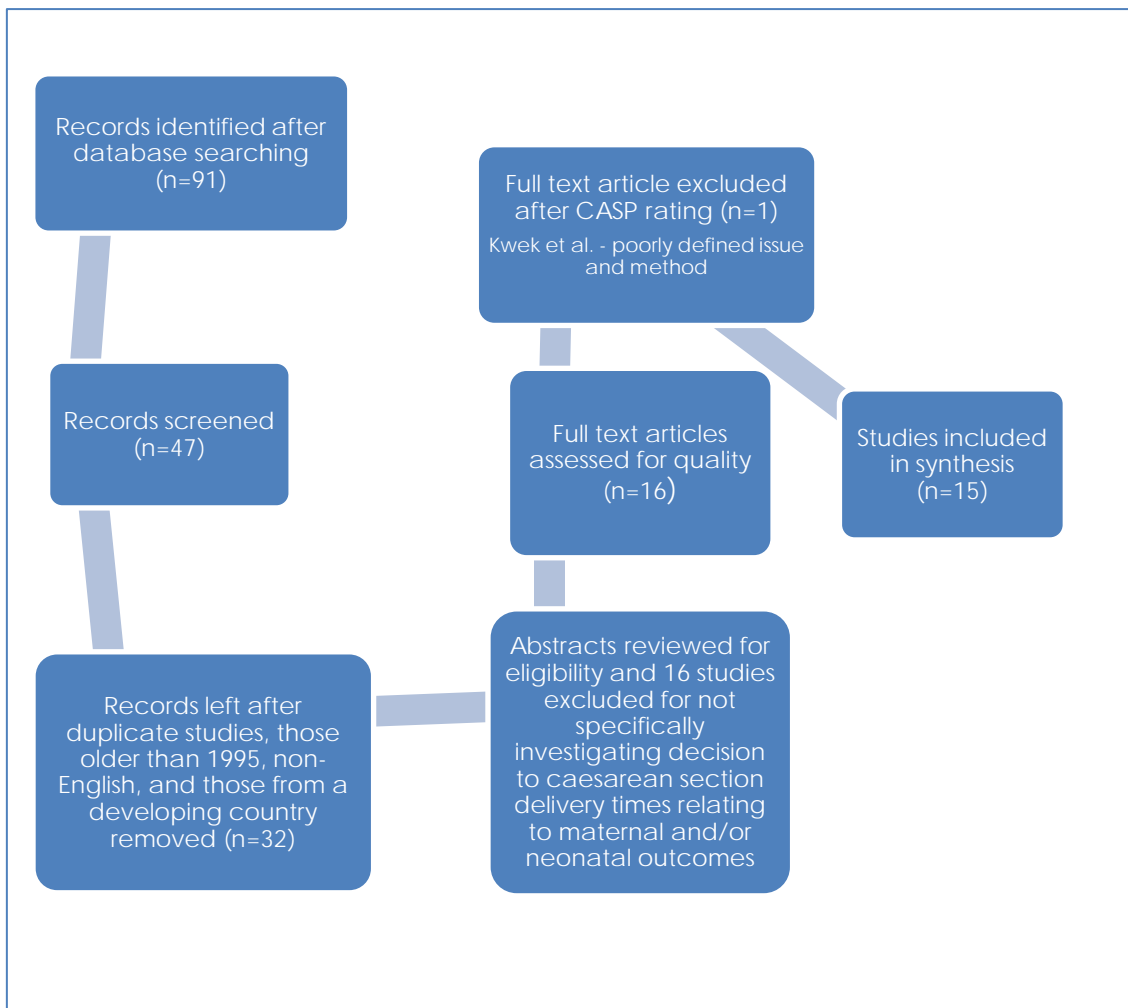 Records identified after
database searching
(n=91)
Records screened
(n=47)
Records left after
duplicate studies, those
older than 1995, non-
English, and those from a
developing country
removed (n=32)
Abstracts reviewed for
eligibility and 16 studies
excluded for not
specifically
investigating decision
to caesarean section
delivery times relating
to maternal and/or
neonatal outcomes
Full text articles
assessed for quality
(n=16)
Full text article excluded
after CASP rating (n=1)
Kwek et al. - poorly defined issue
and method
Studies included
in synthesis
(n=15)